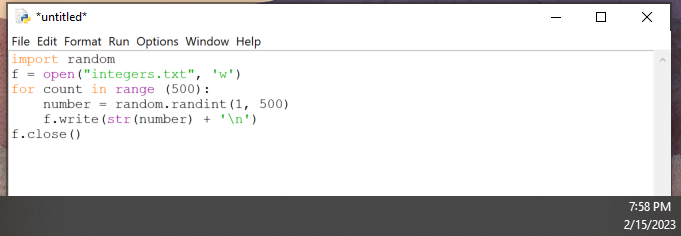 *untitled*
File Edit Format Run Options Window Help
import random
f = open("integers.txt", 'w')
for count in range (500):
    number = random.randint(1, 500)
    f.write(str(number) + '\n')
f.close()
7:58 PM
2/15/2023